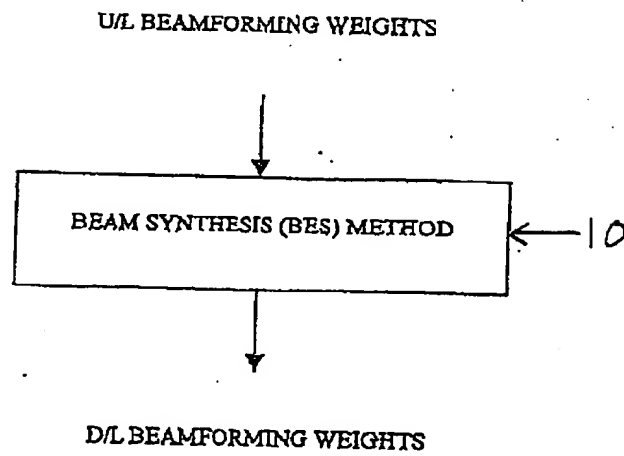 U/L BEAMFORMING WEIGHTS
BEAM SYNTHESIS (BES) METHOD
10
D/L BEAMFORMING WEIGHTS